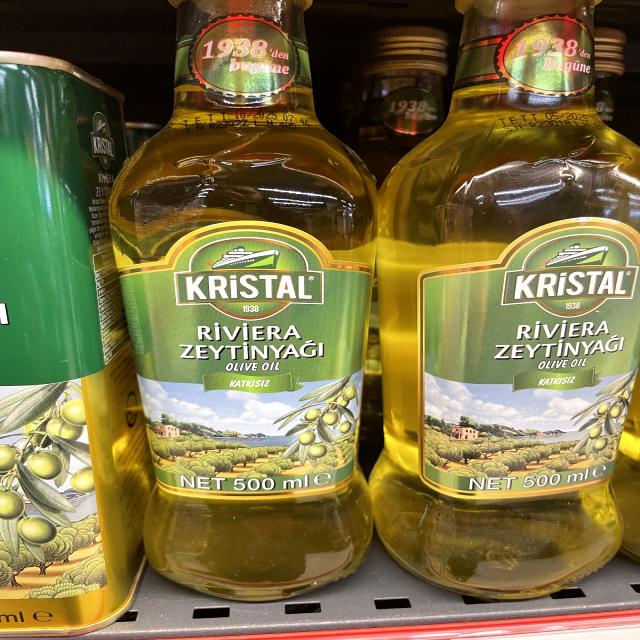 1938'den
bugüne
KRiSTAL®
1938
RiViERA
ZEYTiNYAĞI
OLIVE OIL
KATKISIZ
NET 500 ml e
1938'den
bugüne
KRiSTAL®
1938
RiViERA
ZEYTiNYAĞI
OLIVE OIL
KATKISIZ
NET 500 ml e
1938
ml e